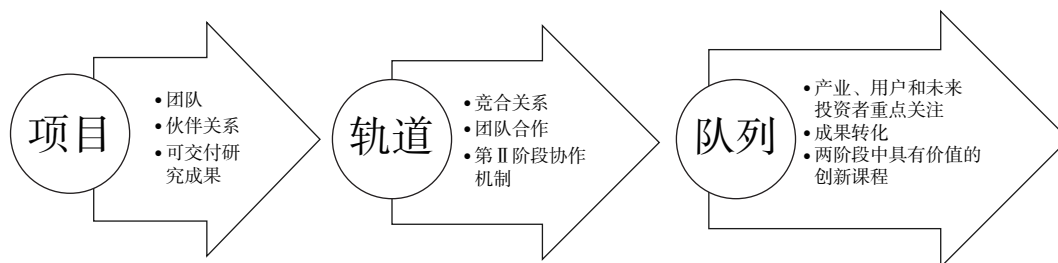 项目
• 团队
• 伙伴关系
• 可交付研
究成果
轨道
• 竞合关系
• 团队合作
• 第Ⅱ阶段协作
机制
队列
• 产业、用户和未来
投资者重点关注
• 成果转化
• 两阶段中具有价值的
创新课程